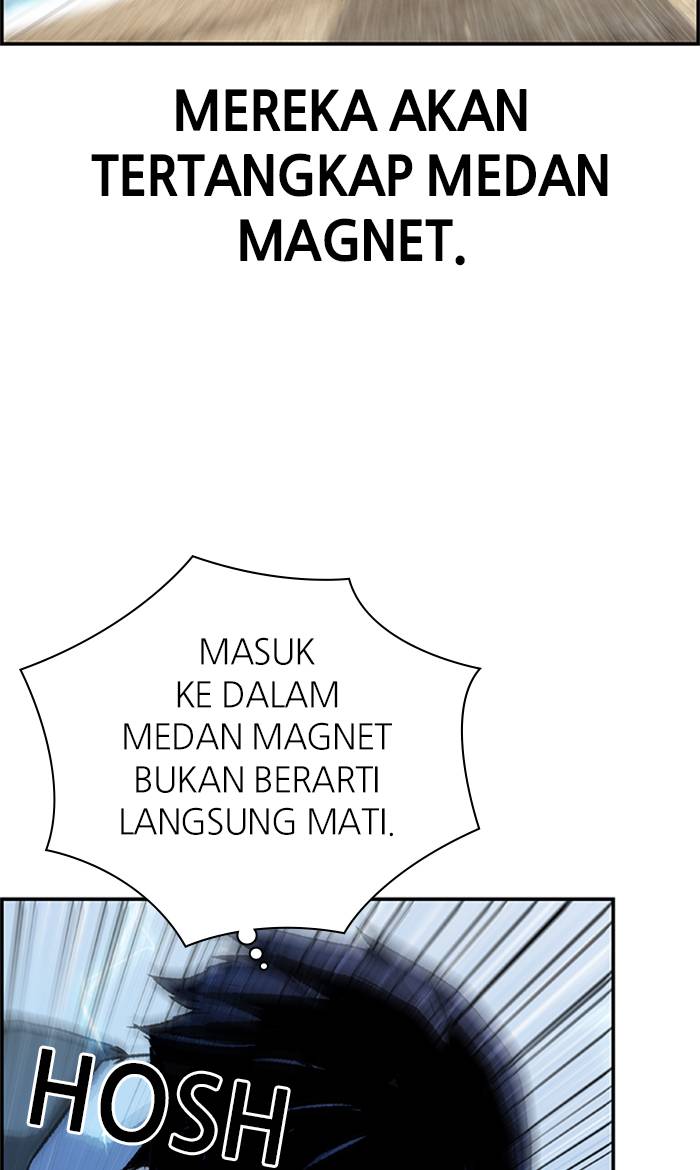 MEREKA AKAN
TERTANGKAP MEDAN
MAGNET.
MASUK
KE DALAM
MEDAN MAGNET
BUKAN BERARTI
LANGSUNG MATI.
HOSH